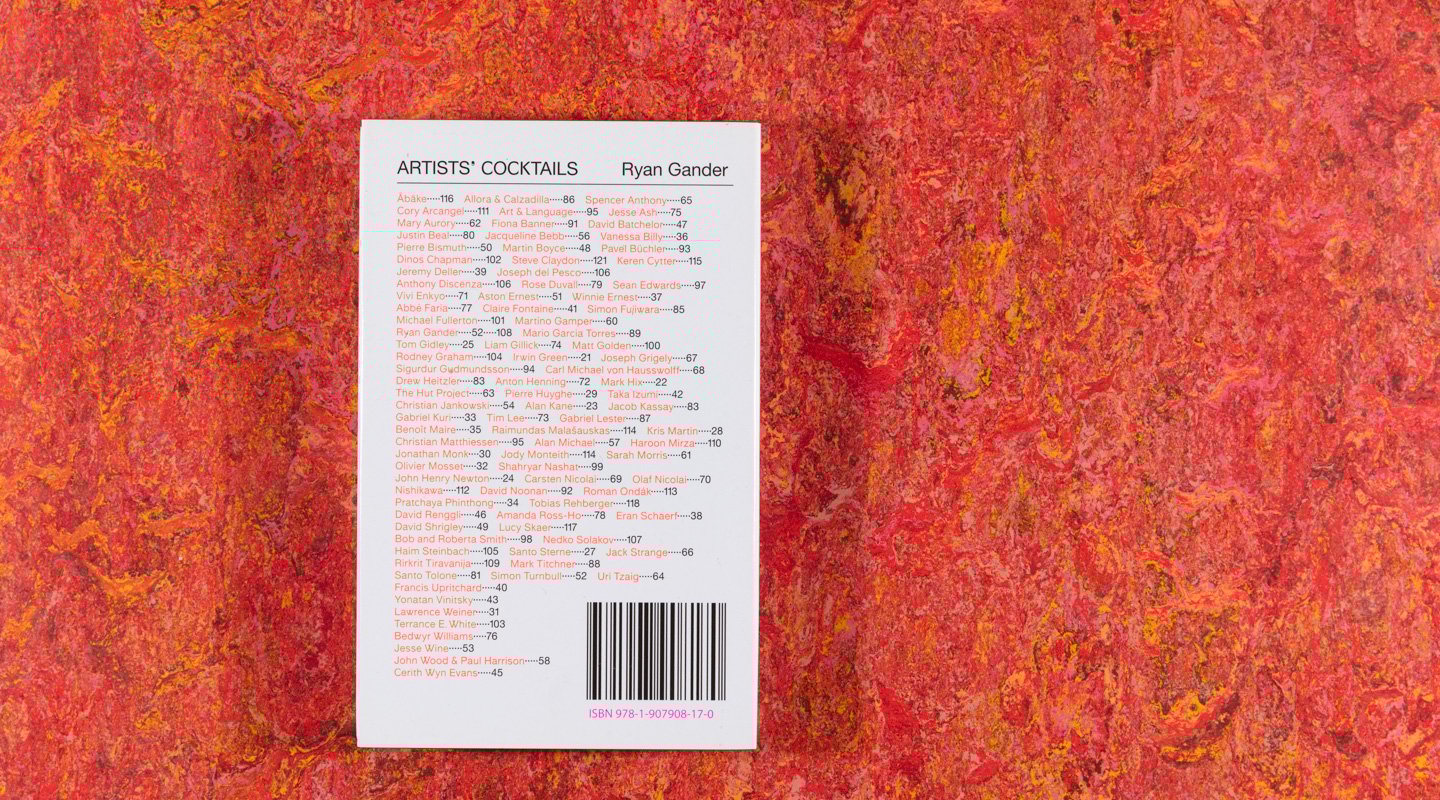 ARTISTS' COCKTAILS Ryan Gander
Åbäke·····116 Allora & Calzadilla·····86 Spencer Anthony·····65
Cory Arcangel·····111 Art & Language·····95 Jesse Ash·····75
Mary Aurory·····62 Fiona Banner·····91 David Batchelor·····47
Justin Beal·····80 Jacqueline Bebb·····56 Vanessa Billy·····36
Pierre Bismuth·····50 Martin Boyce·····48 Pavel Büchler·····93
Dinos Chapman·····102 Steve Claydon·····121 Keren Cytter·····115
Jeremy Deller·····39 Joseph del Pesco·····106
Anthony Discenza·····106 Rose Duvall·····79 Sean Edwards·····97
Vivi Enkyo·····71 Aston Ernest·····51 Winnie Ernest·····37
Abbé Faria·····77 Claire Fontaine·····41 Simon Fujiwara·····85
Michael Fullerton·····101 Martino Gamper·····60
Ryan Gander·····52·····108 Mario Garcia Torres·····89
Tom Gidley·····25 Liam Gillick·····74 Matt Golden·····100
Rodney Graham·····104 Irwin Green·····21 Joseph Grigely·····67
Sigurdur Gudmundsson·····94 Carl Michael von Hausswolff·····68
Drew Heitzler·····83 Anton Henning·····72 Mark Hix·····22
The Hut Project·····63 Pierre Huyghe·····29 Taka Izumi·····42
Christian Jankowski·····54 Alan Kane·····23 Jacob Kassay·····83
Gabriel Kuri·····33 Tim Lee·····73 Gabriel Lester·····87
Benoît Maire·····35 Raimundas Malašauskas·····114 Kris Martin·····28
Christian Matthiessen·····95 Alan Michael·····57 Haroon Mirza·····110
Jonathan Monk·····30 Jody Monteith·····114 Sarah Morris·····61
Olivier Mosset·····32 Shahryar Nashat·····99
John Henry Newton·····24 Carsten Nicolai·····69 Olaf Nicolai·····70
Nishikawa·····112 David Noonan·····92 Roman Ondák·····113
Pratchaya Phinthong·····34 Tobias Rehberger·····118
David Renggli·····46 Amanda Ross-Ho·····78 Eran Schaerf·····38
David Shrigley·····49 Lucy Skaer·····117
Bob and Roberta Smith·····98 Nedko Solakov·····107
Haim Steinbach·····105 Santo Sterne·····27 Jack Strange·····66
Rirkrit Tiravanija·····109 Mark Titchner·····88
Santo Tolone·····81 Simon Turnbull·····52 Uri Tzaig·····64
Francis Upritchard·····40
Yonatan Vinitsky·····43
Lawrence Weiner·····31
Terrance E. White·····103
Bedwyr Williams·····76
Jesse Wine·····53
John Wood & Paul Harrison·····58
Cerith Wyn Evans·····45
ISBN 978-1-907908-17-0